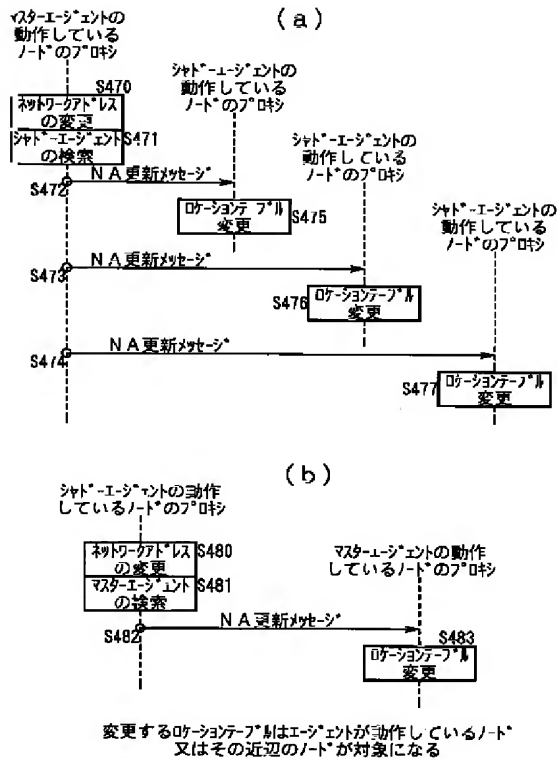 (a)
マスターエージェントの
動作している
ノードのプロキシ
S470
ネットワークアドレス
の変更
シャドーエージェント
の検索
S471
シャドーエージェントの
動作している
ノードのプロキシ
シャドーエージェントの
動作している
ノードのプロキシ
シャドーエージェントの
動作している
ノードのプロキシ
S472
NA更新メッセージ
ロケーションテーブル
変更
S475
S473
NA更新メッセージ
S476
ロケーションテーブル
変更
S474
NA更新メッセージ
S477
ロケーションテーブル
変更
(b)
シャドーエージェントの動作
しているノードのプロキシ
ネットワークアドレス
の変更
S480
マスターエージェント
の検索
S481
マスターエージェントの動作
しているノードのプロキシ
S482
NA更新メッセージ
S483
ロケーションテーブル
変更
変更するロケーションテーブルはエージェントが動作しているノード
又はその近辺のノードが対象になる